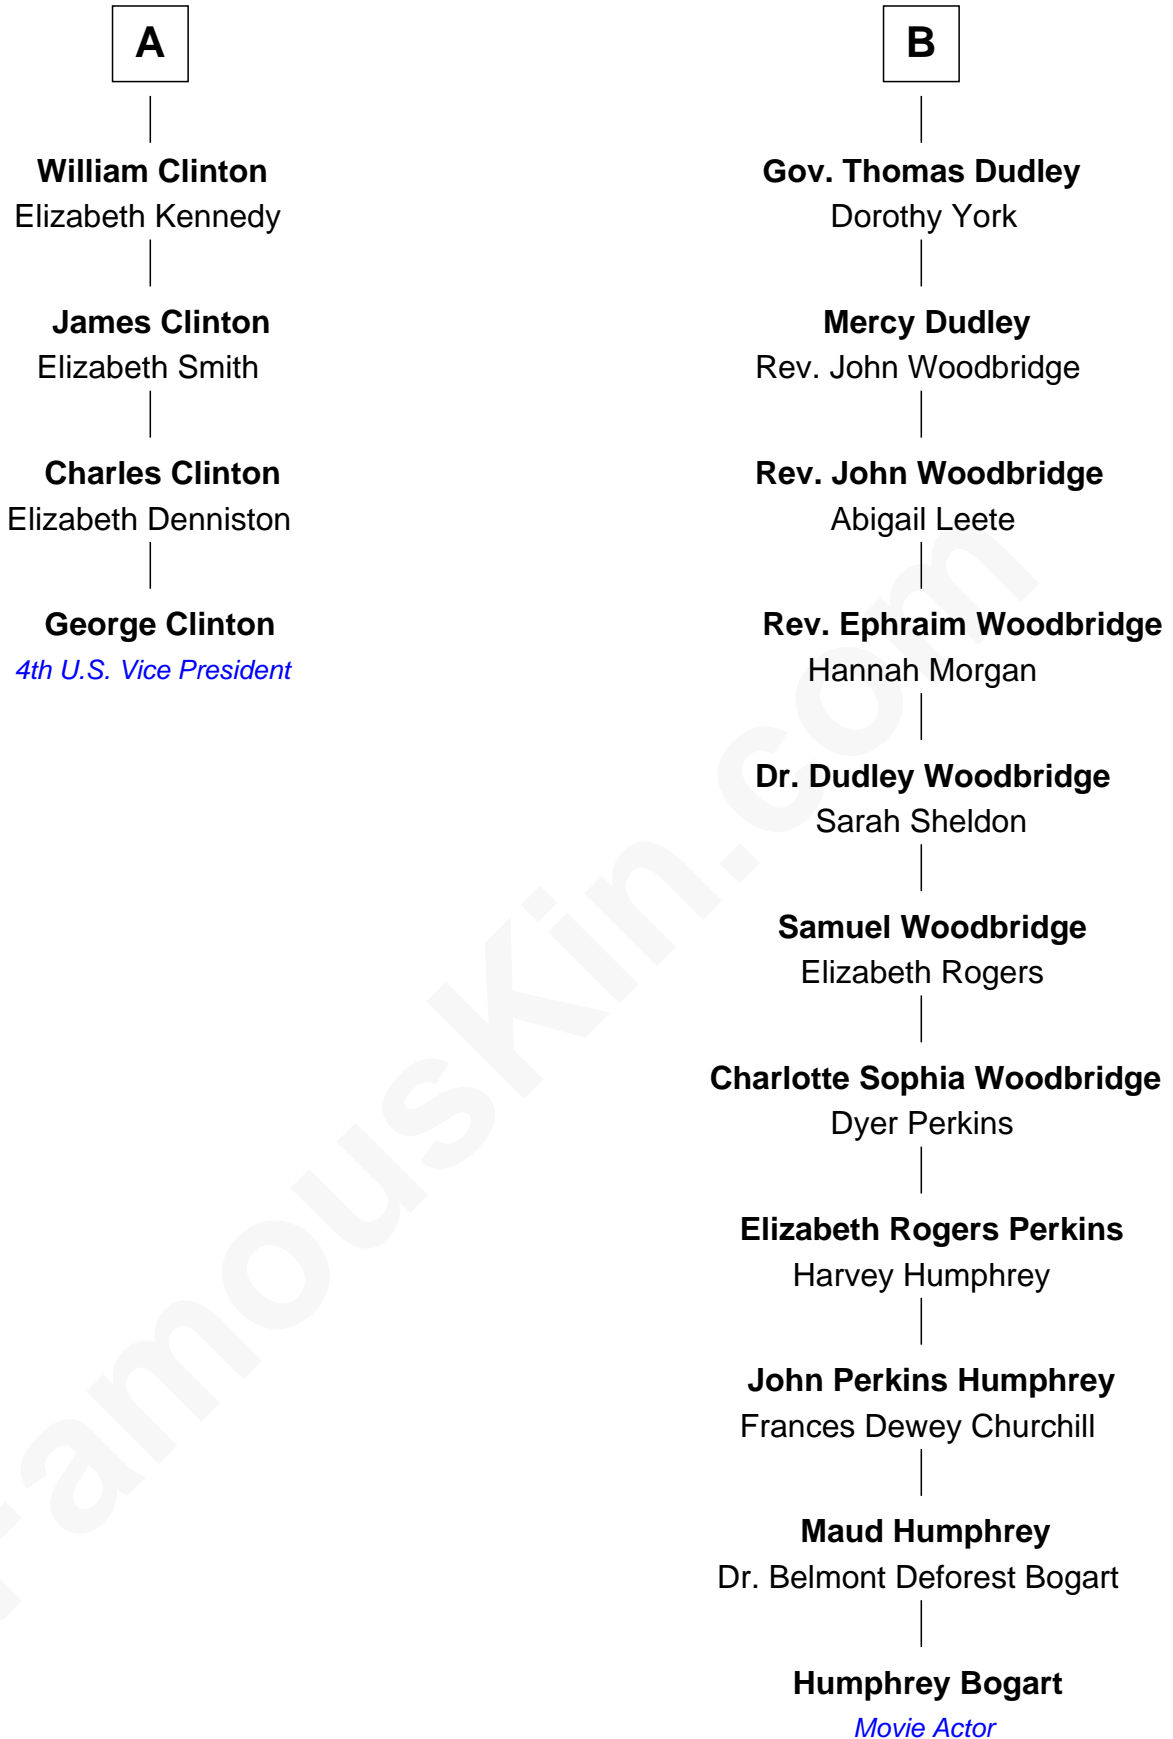 A
William Clinton
Elizabeth Kennedy
James Clinton
Elizabeth Smith
Charles Clinton
Elizabeth Denniston
George Clinton
4th U.S. Vice President
B
Gov. Thomas Dudley
Dorothy York
Mercy Dudley
Rev. John Woodbridge
Rev. John Woodbridge
Abigail Leete
Rev. Ephraim Woodbridge
Hannah Morgan
Dr. Dudley Woodbridge
Sarah Sheldon
Samuel Woodbridge
Elizabeth Rogers
Charlotte Sophia Woodbridge
Dyer Perkins
Elizabeth Rogers Perkins
Harvey Humphrey
John Perkins Humphrey
Frances Dewey Churchill
Maud Humphrey
Dr. Belmont Deforest Bogart
Humphrey Bogart
Movie Actor
FamousKin.com